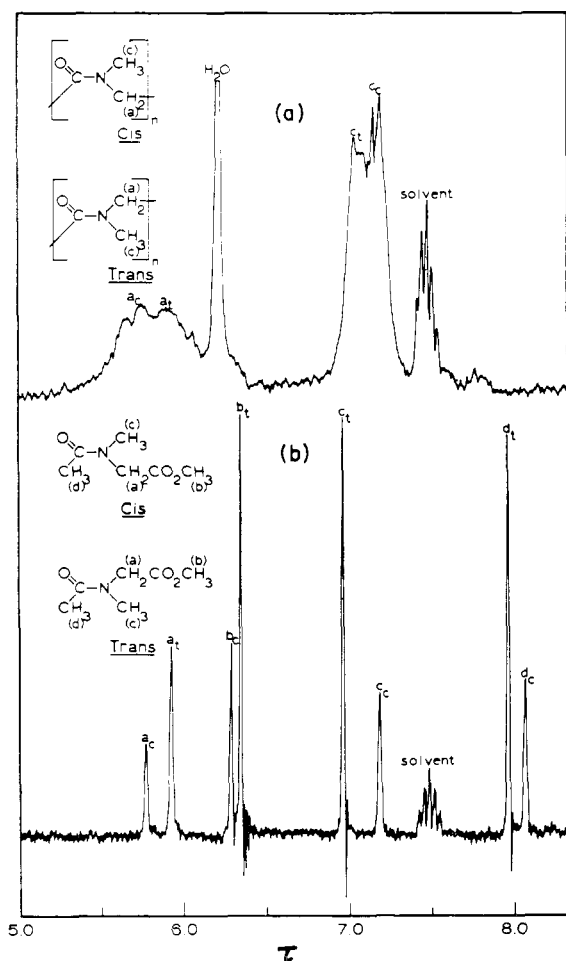 (c)
O CH3
C—N
CH2
(a) n
Cis
H2O
(a)
ct
cc
solvent
(a)
O CH2
C—N
CH3
(c) n
Trans
ac
at
(c)
O CH3
C—N
CH3 CH2CO2CH3
(d) (a) (b)
Cis
bt
(b)
ct
dt
(a) (b)
O CH2CO2CH3
C—N
CH3 CH3
(d) (c)
Trans
at
bc
ac
cc
solvent
dc
5.0 6.0 7.0 8.0
τ